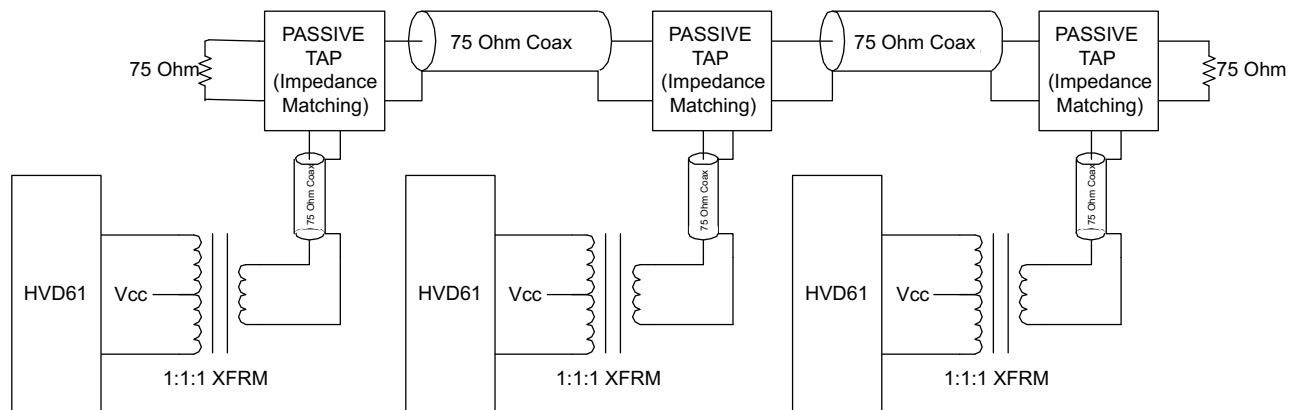 PASSIVE
TAP
(Impedance
Matching)
75 Ohm Coax
PASSIVE
TAP
(Impedance
Matching)
75 Ohm Coax
PASSIVE
TAP
(Impedance
Matching)
75 Ohm
75 Ohm
75 Ohm Coax
75 Ohm Coax
75 Ohm Coax
HVD61
Vcc
HVD61
Vcc
HVD61
Vcc
1:1:1 XFRM
1:1:1 XFRM
1:1:1 XFRM